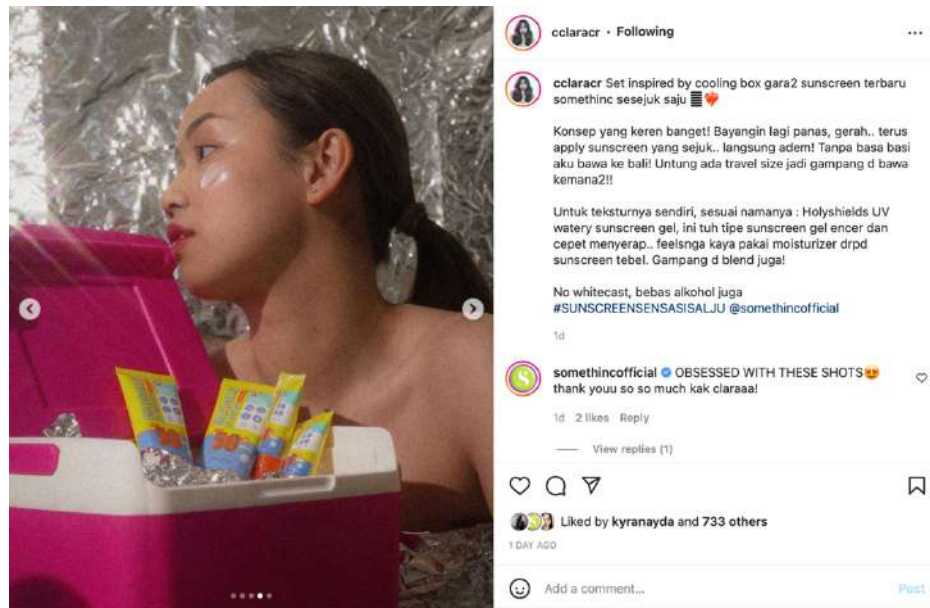 cclaracr • Following
cclaracr Set inspired by cooling box gara2 sunscreen terbaru
somethinc sesejuk saju
Konsep yang keren banget! Bayangin lagi panas, gerah.. terus
apply sunscreen yang sejuk.. langsung adem! Tanpa basa basi
aku bawa ke bali! Untung ada travel size jadi gampang d bawa
kemana2!!
Untuk teksturnya sendiri, sesuai namanya : Holyshields UV
watery sunscreen gel, ini tuh tipe sunscreen gel encer dan
cepet menyerap.. feelsnga kaya pakai moisturizer drpd
sunscreen tebel. Gampang d blend juga!
No whitecast, bebas alkohol juga
#SUNSCREENSENSASISALJU @somethincofficial
1d
somethincofficial OBSESSED WITH THESE SHOTS😍
thank youu so so much kak claraaa!
1d 2 likes Reply
View replies (1)
Liked by kyranayda and 733 others
1 DAY AGO
Add a comment...
Post